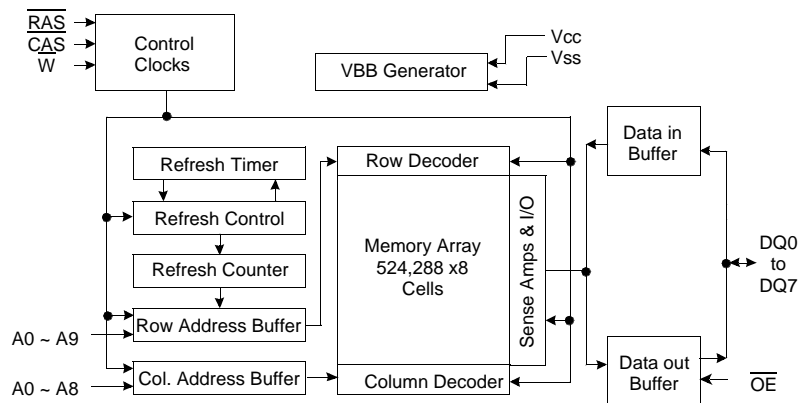 RAS
CAS
W
Control
Clocks
VBB Generator
Vcc
Vss
Data in
Buffer
Refresh Timer
Row Decoder
Refresh Control
Memory Array
524,288 x8
Cells
Sense Amps & I/O
DQ0
to
DQ7
Refresh Counter
Row Address Buffer
A0 ~ A9
Col. Address Buffer
A0 ~ A8
Column Decoder
Data out
Buffer
OE